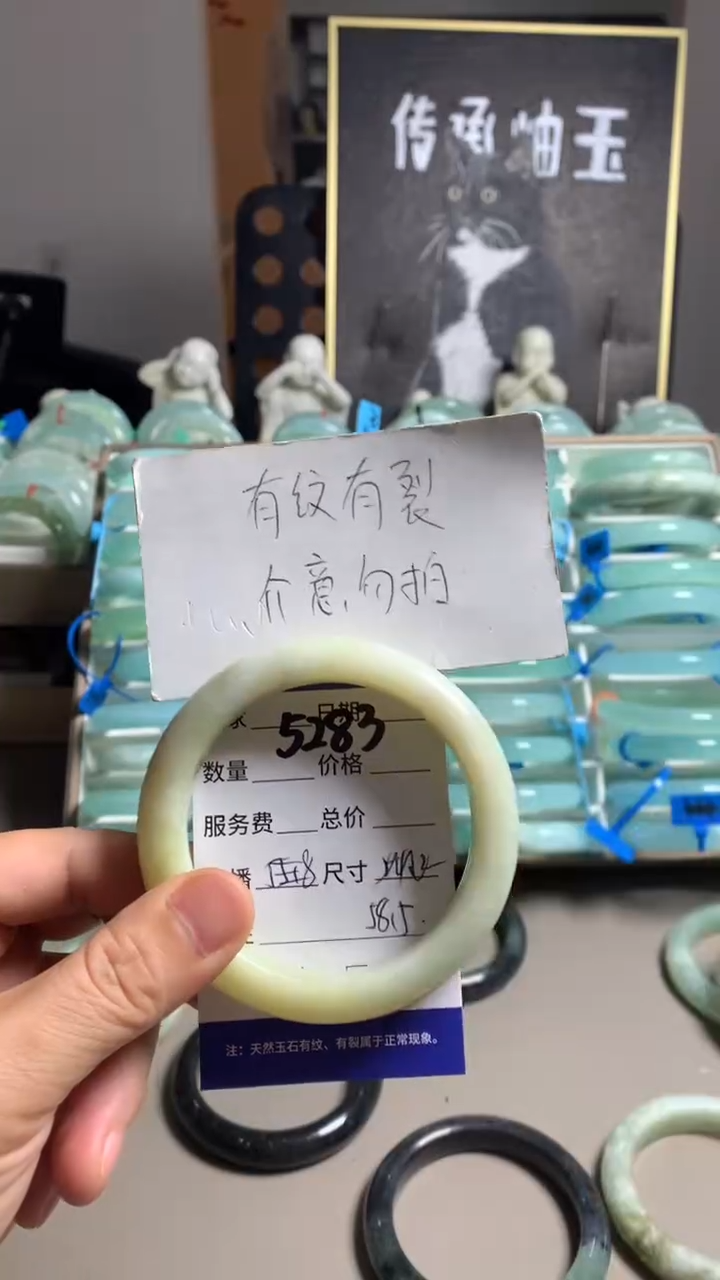 传承岫玉
有纹有裂
介意勿拍
5283
日期
数量 价格
服务费 总价
播 尺寸
58.5
注：天然玉石有纹、有裂属于正常现象。